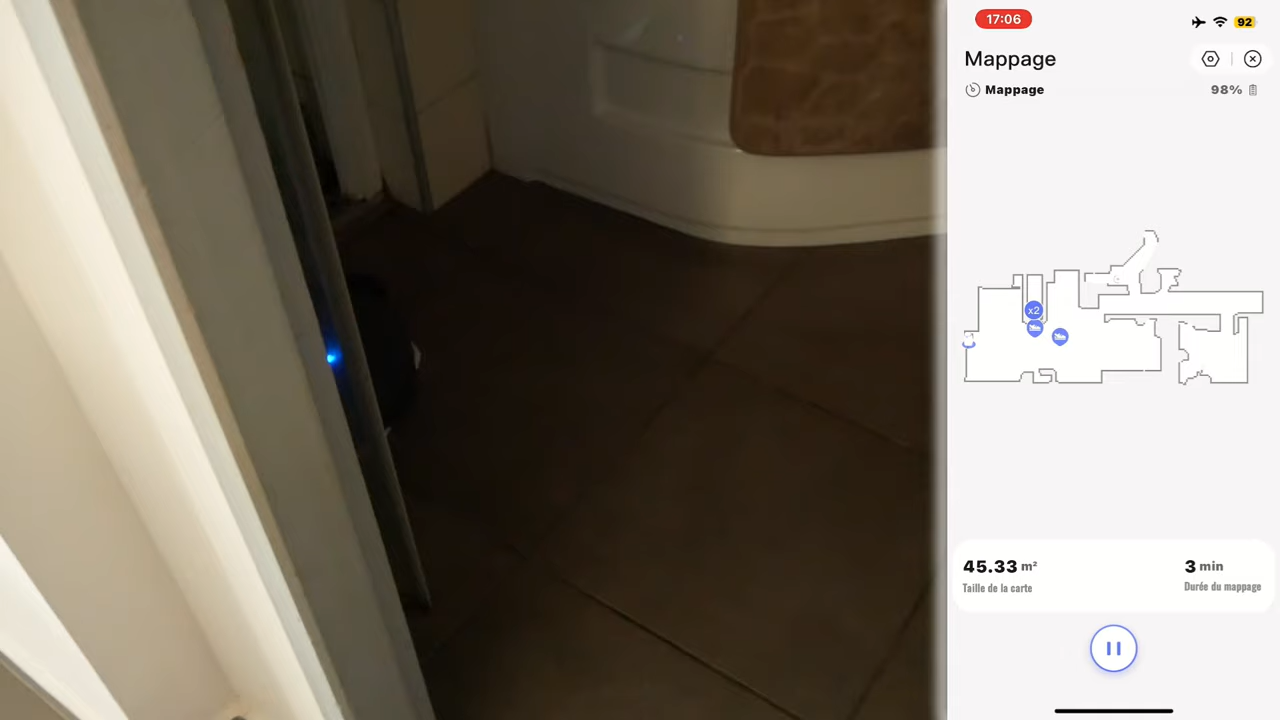 17:06
92
Mappage
Mappage
98%
x2
45.33 m²
3 min
Taille de la carte
Durée du mappage